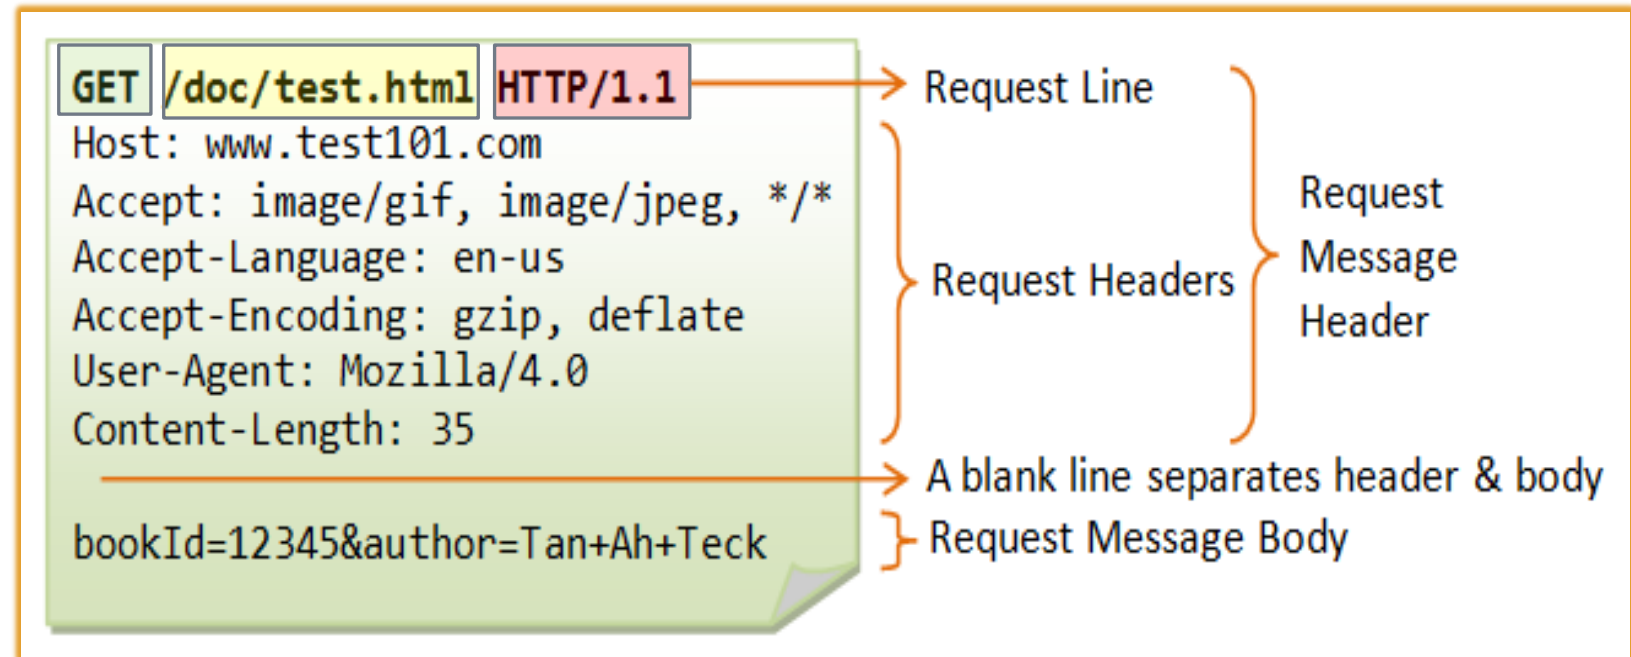 GET /doc/test.html HTTP/1.1
Host: www.test101.com
Accept: image/gif, image/jpeg, */*
Accept-Language: en-us
Accept-Encoding: gzip, deflate
User-Agent: Mozilla/4.0
Content-Length: 35
bookId=12345&author=Tan+Ah+Teck
Request Line
Request Headers
Request
Message
Header
A blank line separates header & body
Request Message Body